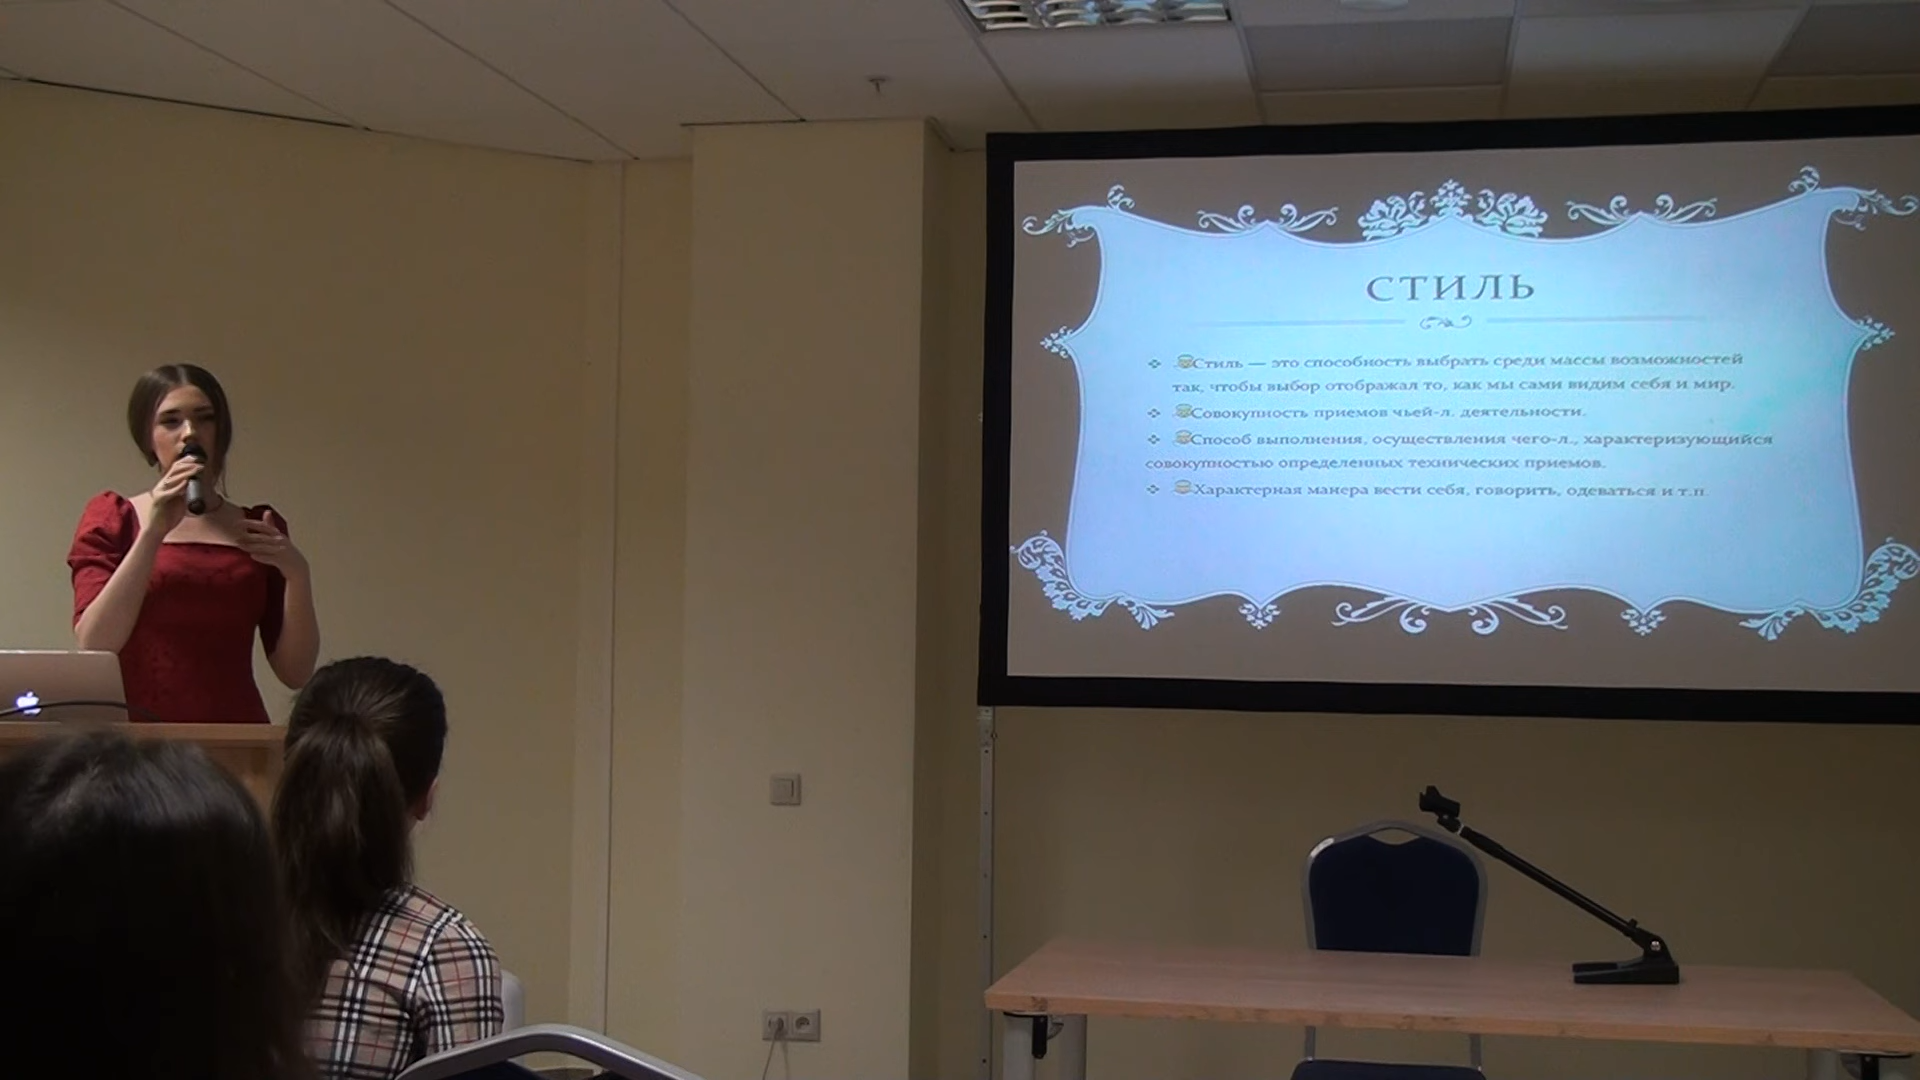 СТИЛЬ
Стиль — это способность выбрать среди массы возможностей
так, чтобы выбор отображал то, как мы сами видим себя и мир.
Совокупность приемов чьей-л. деятельности.
Способ выполнения, осуществления чего-л., характеризующийся
совокупностью определенных технических приемов.
Характерная манера вести себя, говорить, одеваться и т.п.